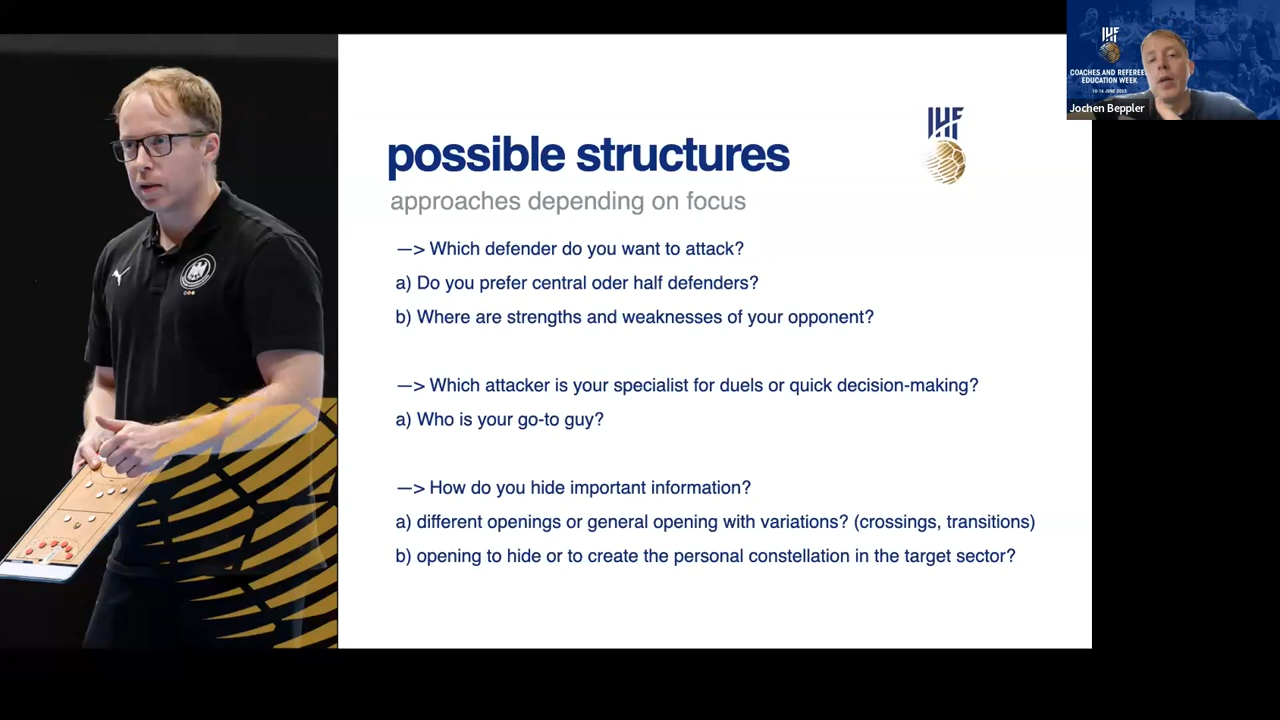 possible structures
approaches depending on focus
—> Which defender do you want to attack?
a) Do you prefer central oder half defenders?
b) Where are strengths and weaknesses of your opponent?
—> Which attacker is your specialist for duels or quick decision-making?
a) Who is your go-to guy?
—> How do you hide important information?
a) different openings or general opening with variations? (crossings, transitions)
b) opening to hide or to create the personal constellation in the target sector?
IHF
IHF
COACHES AND REFEREE
EDUCATION WEEK
10-16 JUNE 2023
Jochen Beppler